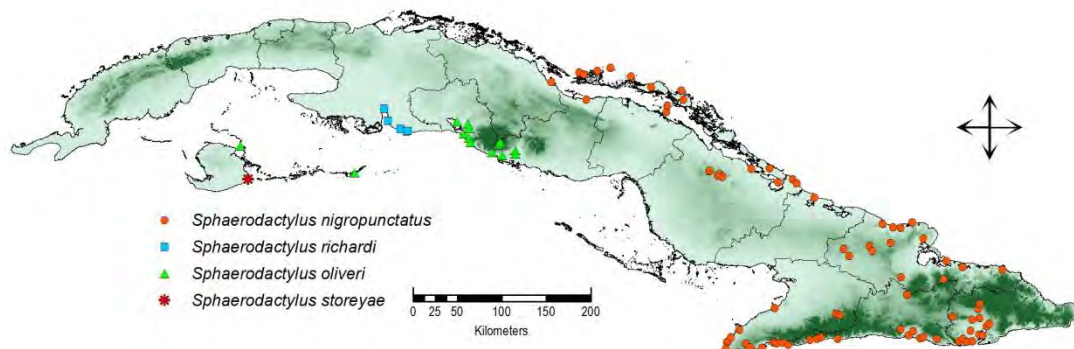 Sphaerodactylus nigropunctatus
Sphaerodactylus richardi
Sphaerodactylus oliveri
Sphaerodactylus storeyae
0 25 50 100 150 200
Kilometers